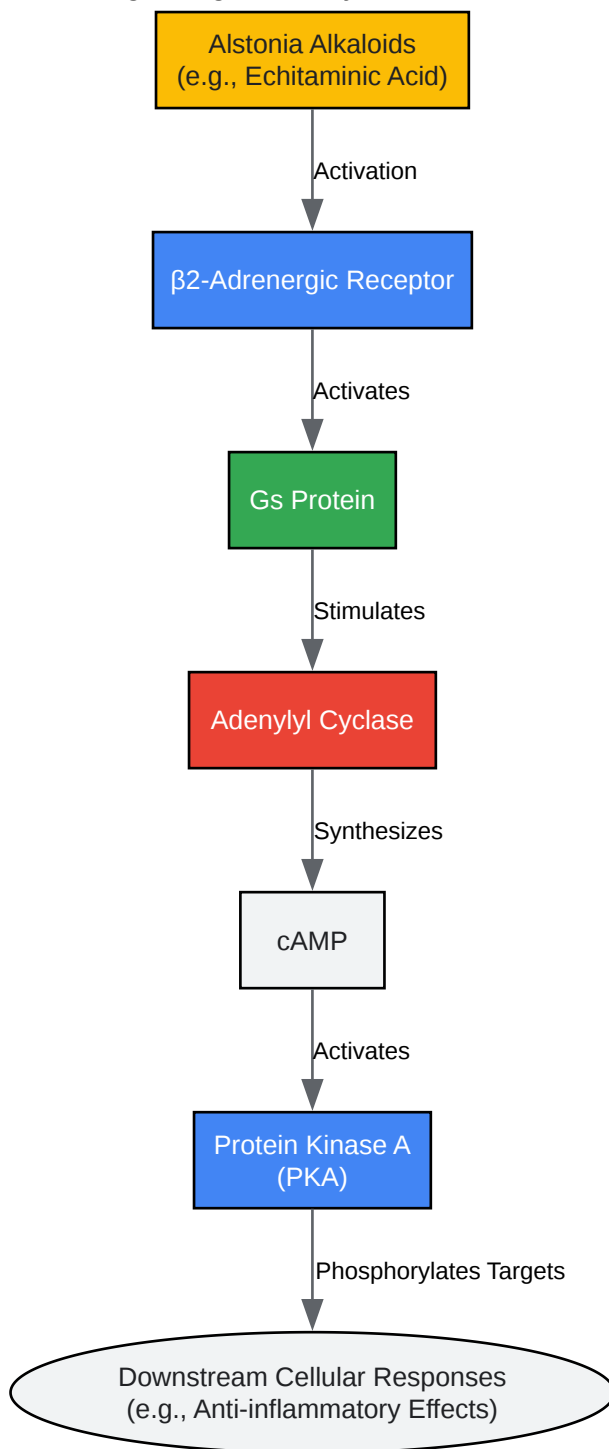 Alstonia Alkaloids
(e.g., Echitaminic Acid)
Activation
β2-Adrenergic Receptor
Activates
Gs Protein
Stimulates
Adenylyl Cyclase
Synthesizes
cAMP
Activates
Protein Kinase A
(PKA)
Phosphorylates Targets
Downstream Cellular Responses
(e.g., Anti-inflammatory Effects)